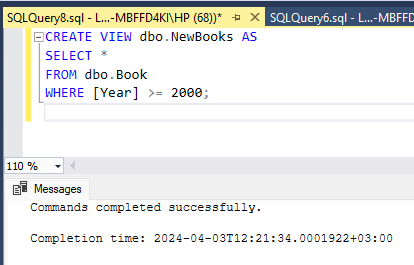 SQLQuery8.sql - L...-MBFFD4KI\HP (68))* SQLQuery6.sql - L...-MBFFD
CREATE VIEW dbo.NewBooks AS
SELECT *
FROM dbo.Book
WHERE [Year] >= 2000;
110 %
Messages
Commands completed successfully.
Completion time: 2024-04-03T12:21:34.0001922+03:00